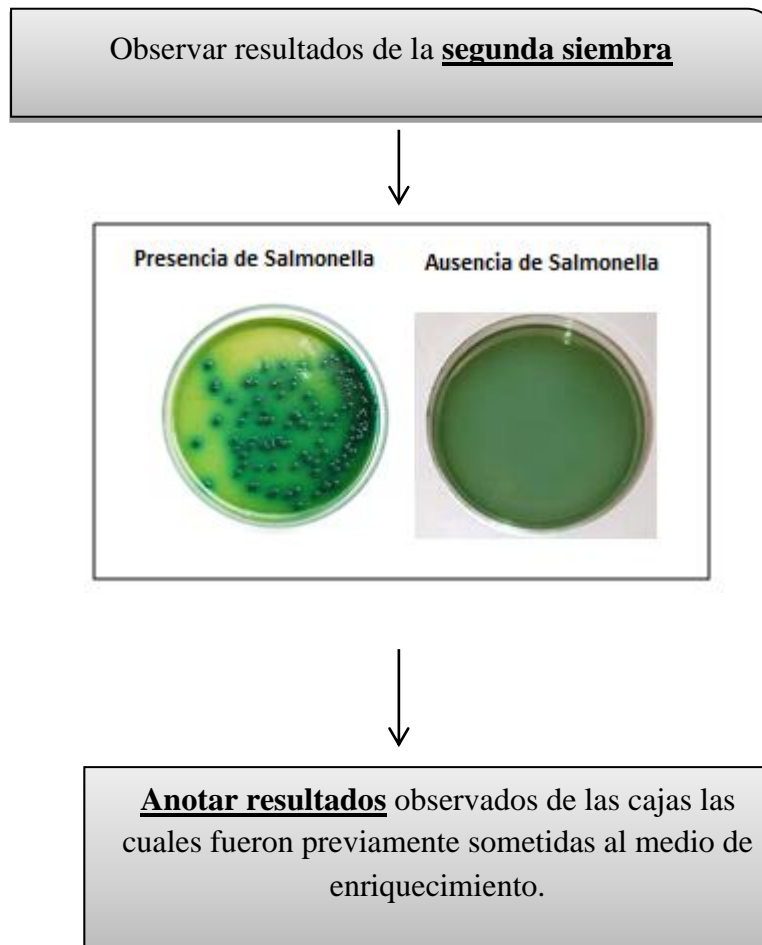 Observar resultados de la segunda siembra
Presencia de Salmonella
Ausencia de Salmonella
Anotar resultados observados de las cajas las
cuales fueron previamente sometidas al medio de
enriquecimiento.